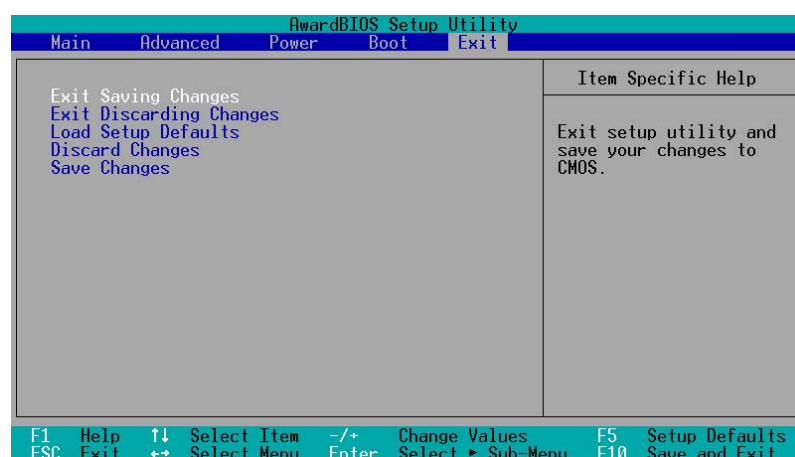 AwardBIOS Setup Utility
Main Advanced Power Boot Exit
Item Specific Help
Exit Saving Changes
Exit Discarding Changes
Load Setup Defaults
Discard Changes
Save Changes
Exit setup utility and
save your changes to
CMOS.
F1 Help ↑↓ Select Item -/+ Change Values F5 Setup Defaults
ESC Exit ←→ Select Menu Enter Select ► Sub-Menu F10 Save and Exit